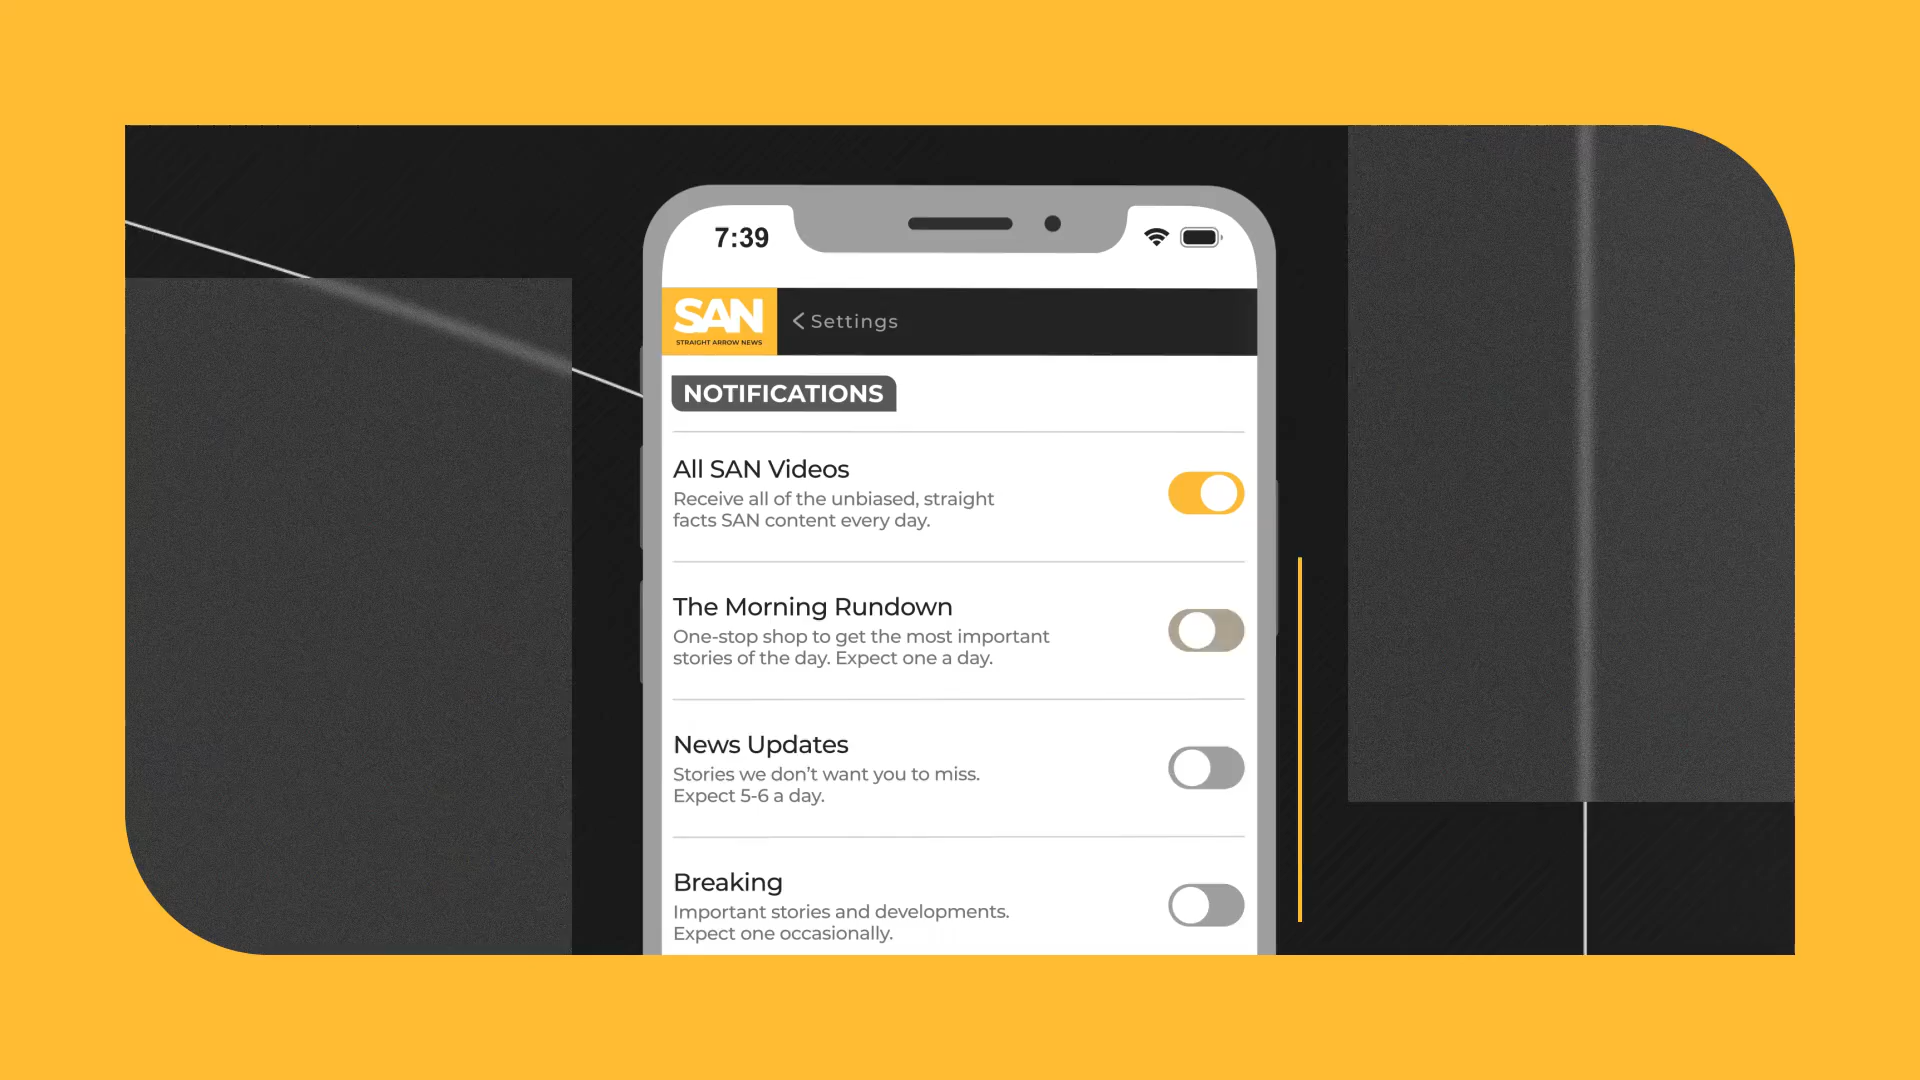 7:39
SAN
STRAIGHT ARROW NEWS
Settings
NOTIFICATIONS
All SAN Videos
Receive all of the unbiased, straight
facts SAN content every day.
The Morning Rundown
One-stop shop to get the most important
stories of the day. Expect one a day.
News Updates
Stories we don’t want you to miss.
Expect 5-6 a day.
Breaking
Important stories and developments.
Expect one occasionally.